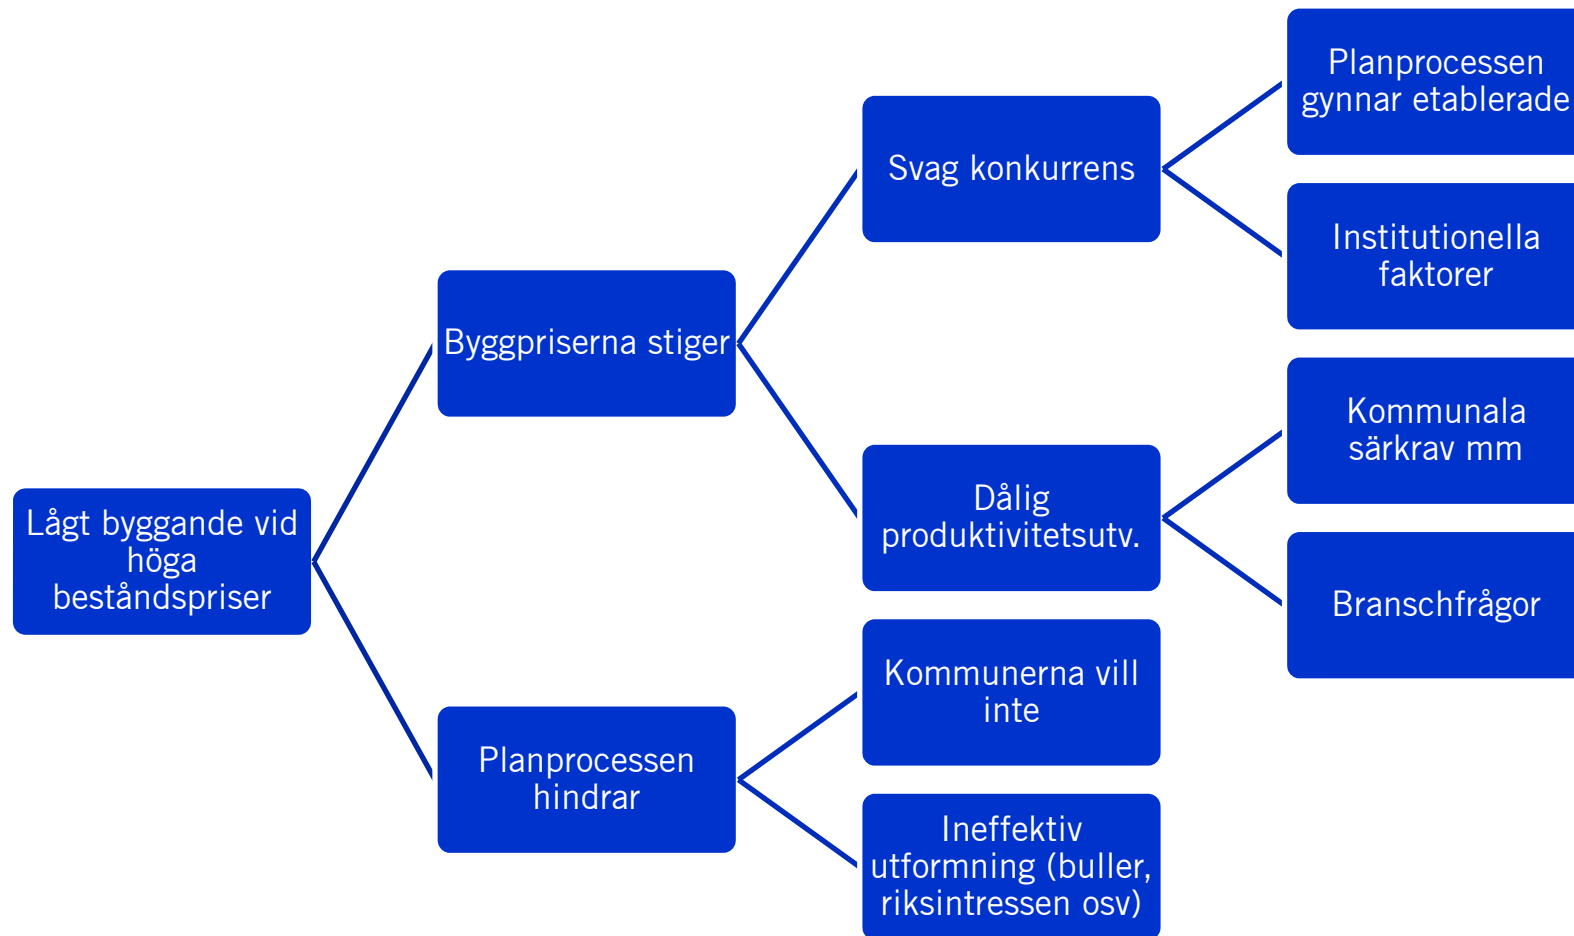 Lågt byggande vid
höga
beståndspriser
Byggpriserna stiger
Svag konkurrens
Planprocessen
gynnar etablerade
Institutionella
faktorer
Dålig
produktivitetsutv.
Kommunala
särkrav mm
Branschfrågor
Planprocessen
hindrar
Kommunerna vill
inte
Ineffektiv
utformning (buller,
riksintressen osv)